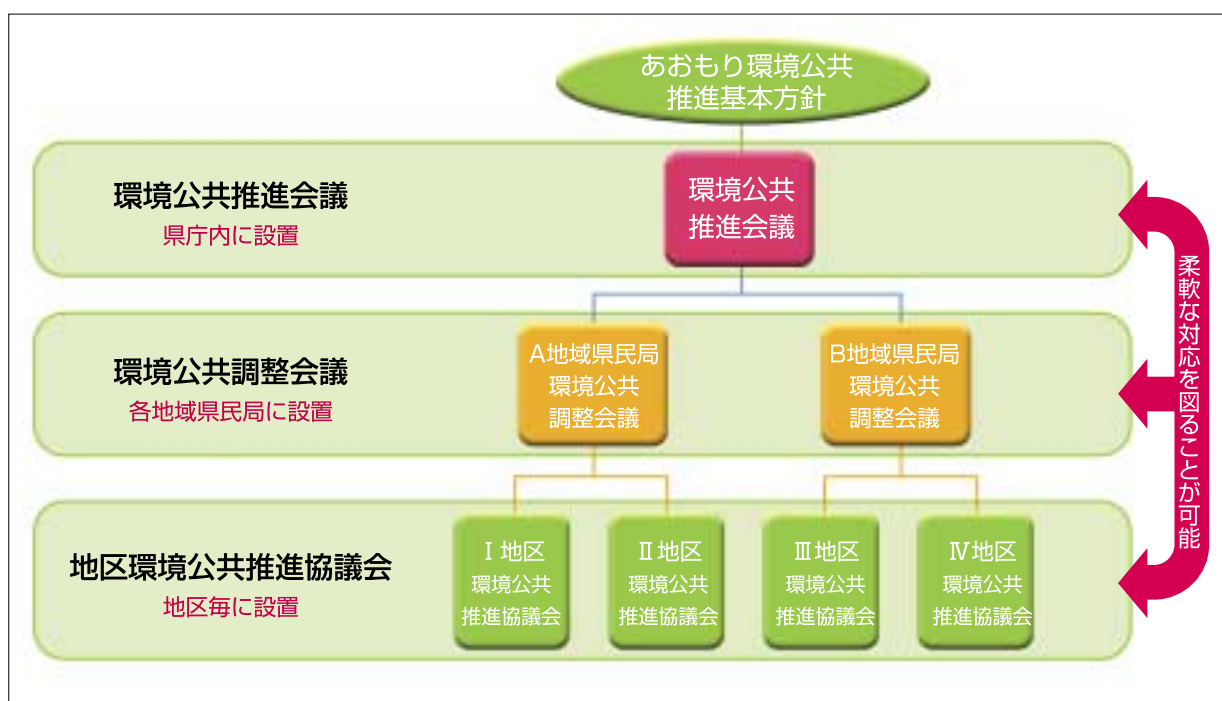 あおもり環境公共
推進基本方針
環境公共推進会議
県庁内に設置
環境公共
推進会議
環境公共調整会議
各地域県民局に設置
A地域県民局
環境公共
調整会議
B地域県民局
環境公共
調整会議
地区環境公共推進協議会
地区毎に設置
Ⅰ地区
環境公共
推進協議会
Ⅱ地区
環境公共
推進協議会
Ⅲ地区
環境公共
推進協議会
Ⅳ地区
環境公共
推進協議会
柔軟な対応を図ることが可能